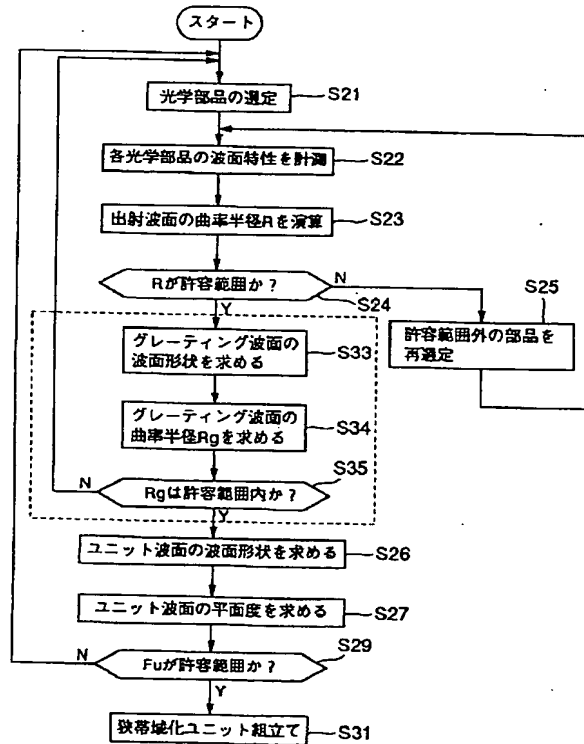 スタート
光学部品の選定
S21
各光学部品の波面特性を計測
S22
出射波面の曲率半径Rを演算
S23
Rが許容範囲か？
N
S24
Y
S25
許容範囲外の部品を
再選定
グレーティング波面の
波面形状を求める
S33
グレーティング波面の
曲率半径Rgを求める
S34
S35
N
Rgは許容範囲内か？
Y
ユニット波面の波面形状を求める
S26
ユニット波面の平面度を求める
S27
S29
N
Fuが許容範囲か？
Y
狭帯域化ユニット組立て
S31